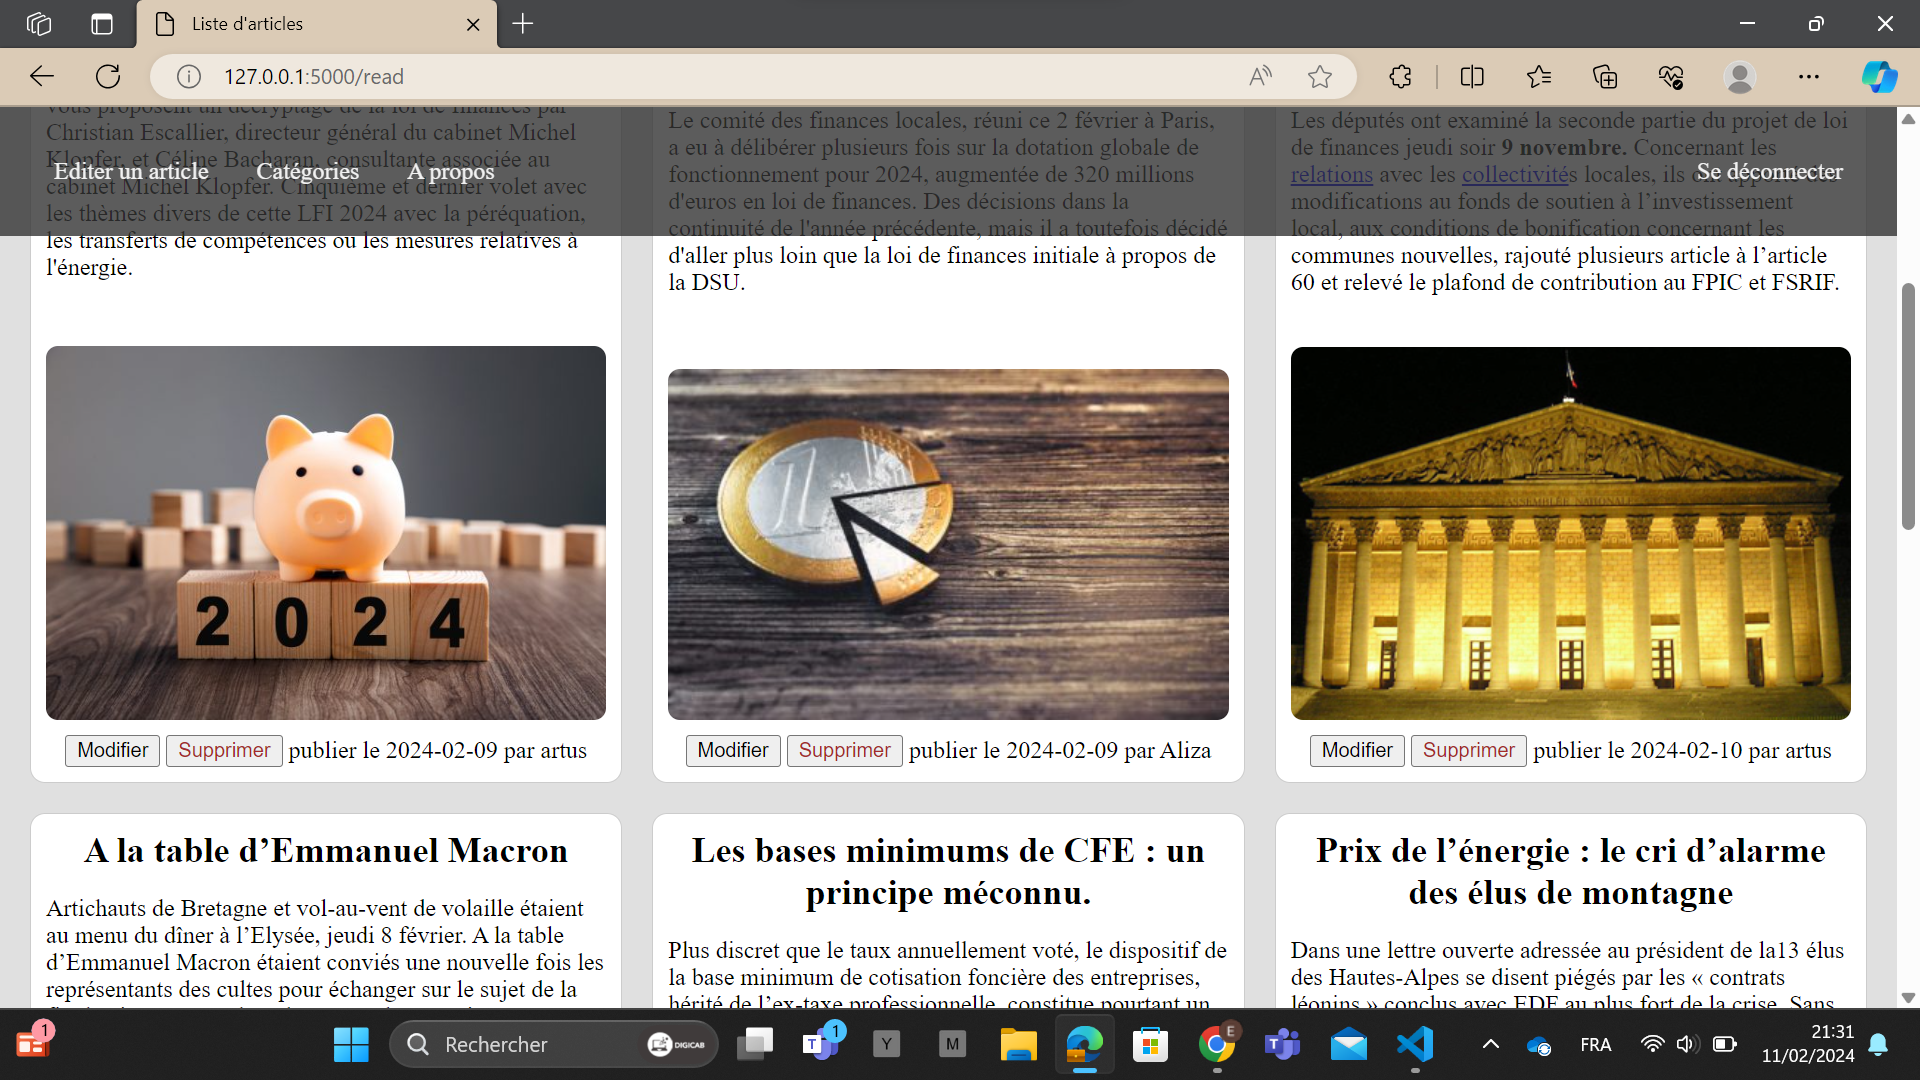 Liste d'articles
127.0.0.1:5000/read
Editer un article
Catégories
A propos
Se déconnecter
vous proposent un décryptage de la loi de finances par
Christian Escallier, directeur général du cabinet Michel
Klopfer, et Céline Bacharan, consultante associée au
cabinet Michel Klopfer. Cinquième et dernier volet avec
les thèmes divers de cette LFI 2024 avec la péréquation,
les transferts de compétences ou les mesures relatives à
l'énergie.
2024
Modifier Supprimer publier le 2024-02-09 par artus
Le comité des finances locales, réuni ce 2 février à Paris,
a eu à délibérer plusieurs fois sur la dotation globale de
fonctionnement pour 2024, augmentée de 320 millions
d'euros en loi de finances. Des décisions dans la
continuité de l'année précédente, mais il a toutefois décidé
d'aller plus loin que la loi de finances initiale à propos de
la DSU.
Modifier Supprimer publier le 2024-02-09 par Aliza
Les députés ont examiné la seconde partie du projet de loi
de finances jeudi soir 9 novembre. Concernant les
relations avec les collectivités locales, ils
modifications au fonds de soutien à l’investissement
local, aux conditions de bonification concernant les
communes nouvelles, rajouté plusieurs article à l’article
60 et relevé le plafond de contribution au FPIC et FSRIF.
ASSEMBLEE NATIONALE
Modifier Supprimer publier le 2024-02-10 par artus
A la table d’Emmanuel Macron
Artichauts de Bretagne et vol-au-vent de volaille étaient
au menu du dîner à l’Elysée, jeudi 8 février. A la table
d’Emmanuel Macron étaient conviés une nouvelle fois les
représentants des cultes pour échanger sur le sujet de la
Les bases minimums de CFE : un
principe méconnu.
Plus discret que le taux annuellement voté, le dispositif de
la base minimum de cotisation foncière des entreprises,
hérité de l’ex-taxe professionnelle, constitue pourtant un
Prix de l’énergie : le cri d’alarme
des élus de montagne
Dans une lettre ouverte adressée au président de la13 élus
des Hautes-Alpes se disent piégés par les « contrats
léonins » conclus avec EDF au plus fort de la crise. Sans
1
Rechercher
DIGICAB
1
Y
M
E
FRA
21:31
11/02/2024